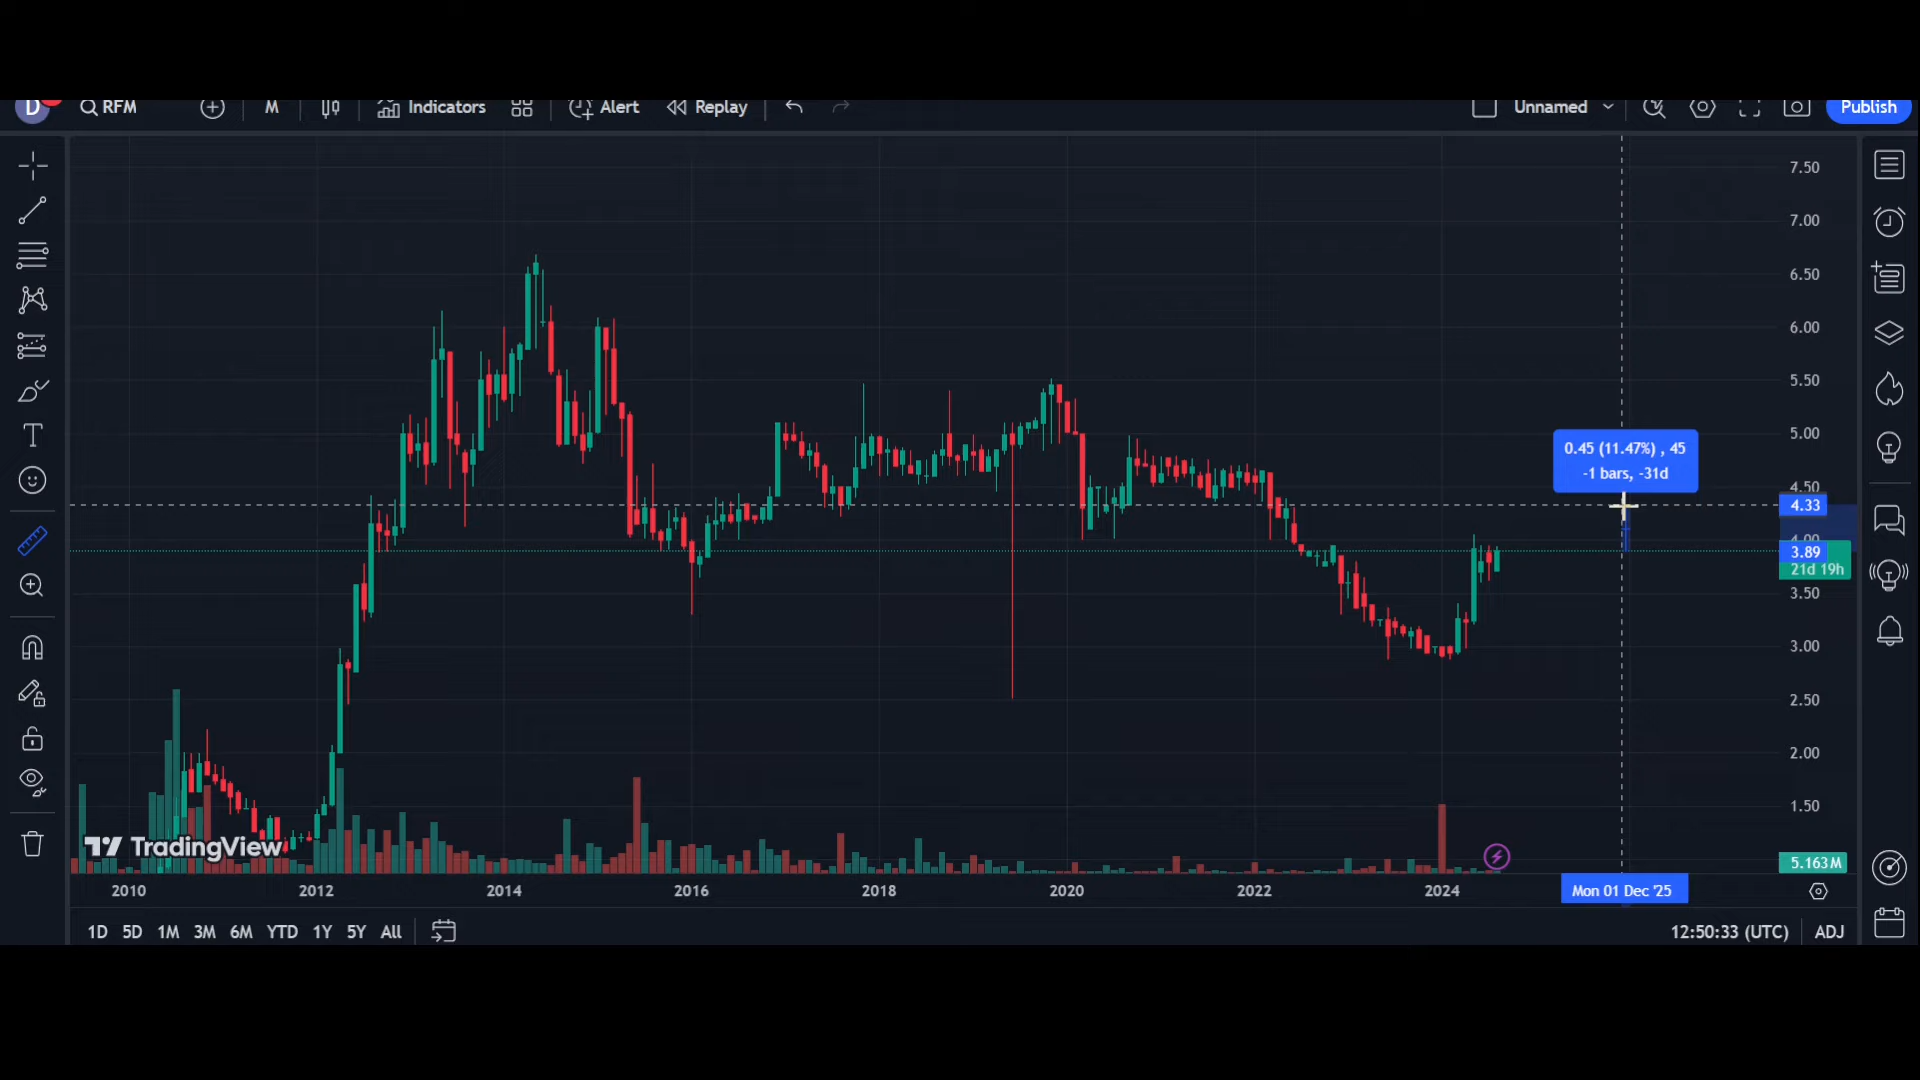 D RFM M Indicators Alert Replay Unnamed Publish
7.50
7.00
6.50
6.00
5.50
5.00
0.45 (11.47%) , 45
-1 bars, -31d
4.50
4.33
4.00
3.89
21d 19h
3.50
3.00
2.50
2.00
1.50
TradingView
5.163M
2010 2012 2014 2016 2018 2020 2022 2024 Mon 01 Dec '25
1D 5D 1M 3M 6M YTD 1Y 5Y All 12:50:33 (UTC) ADJ